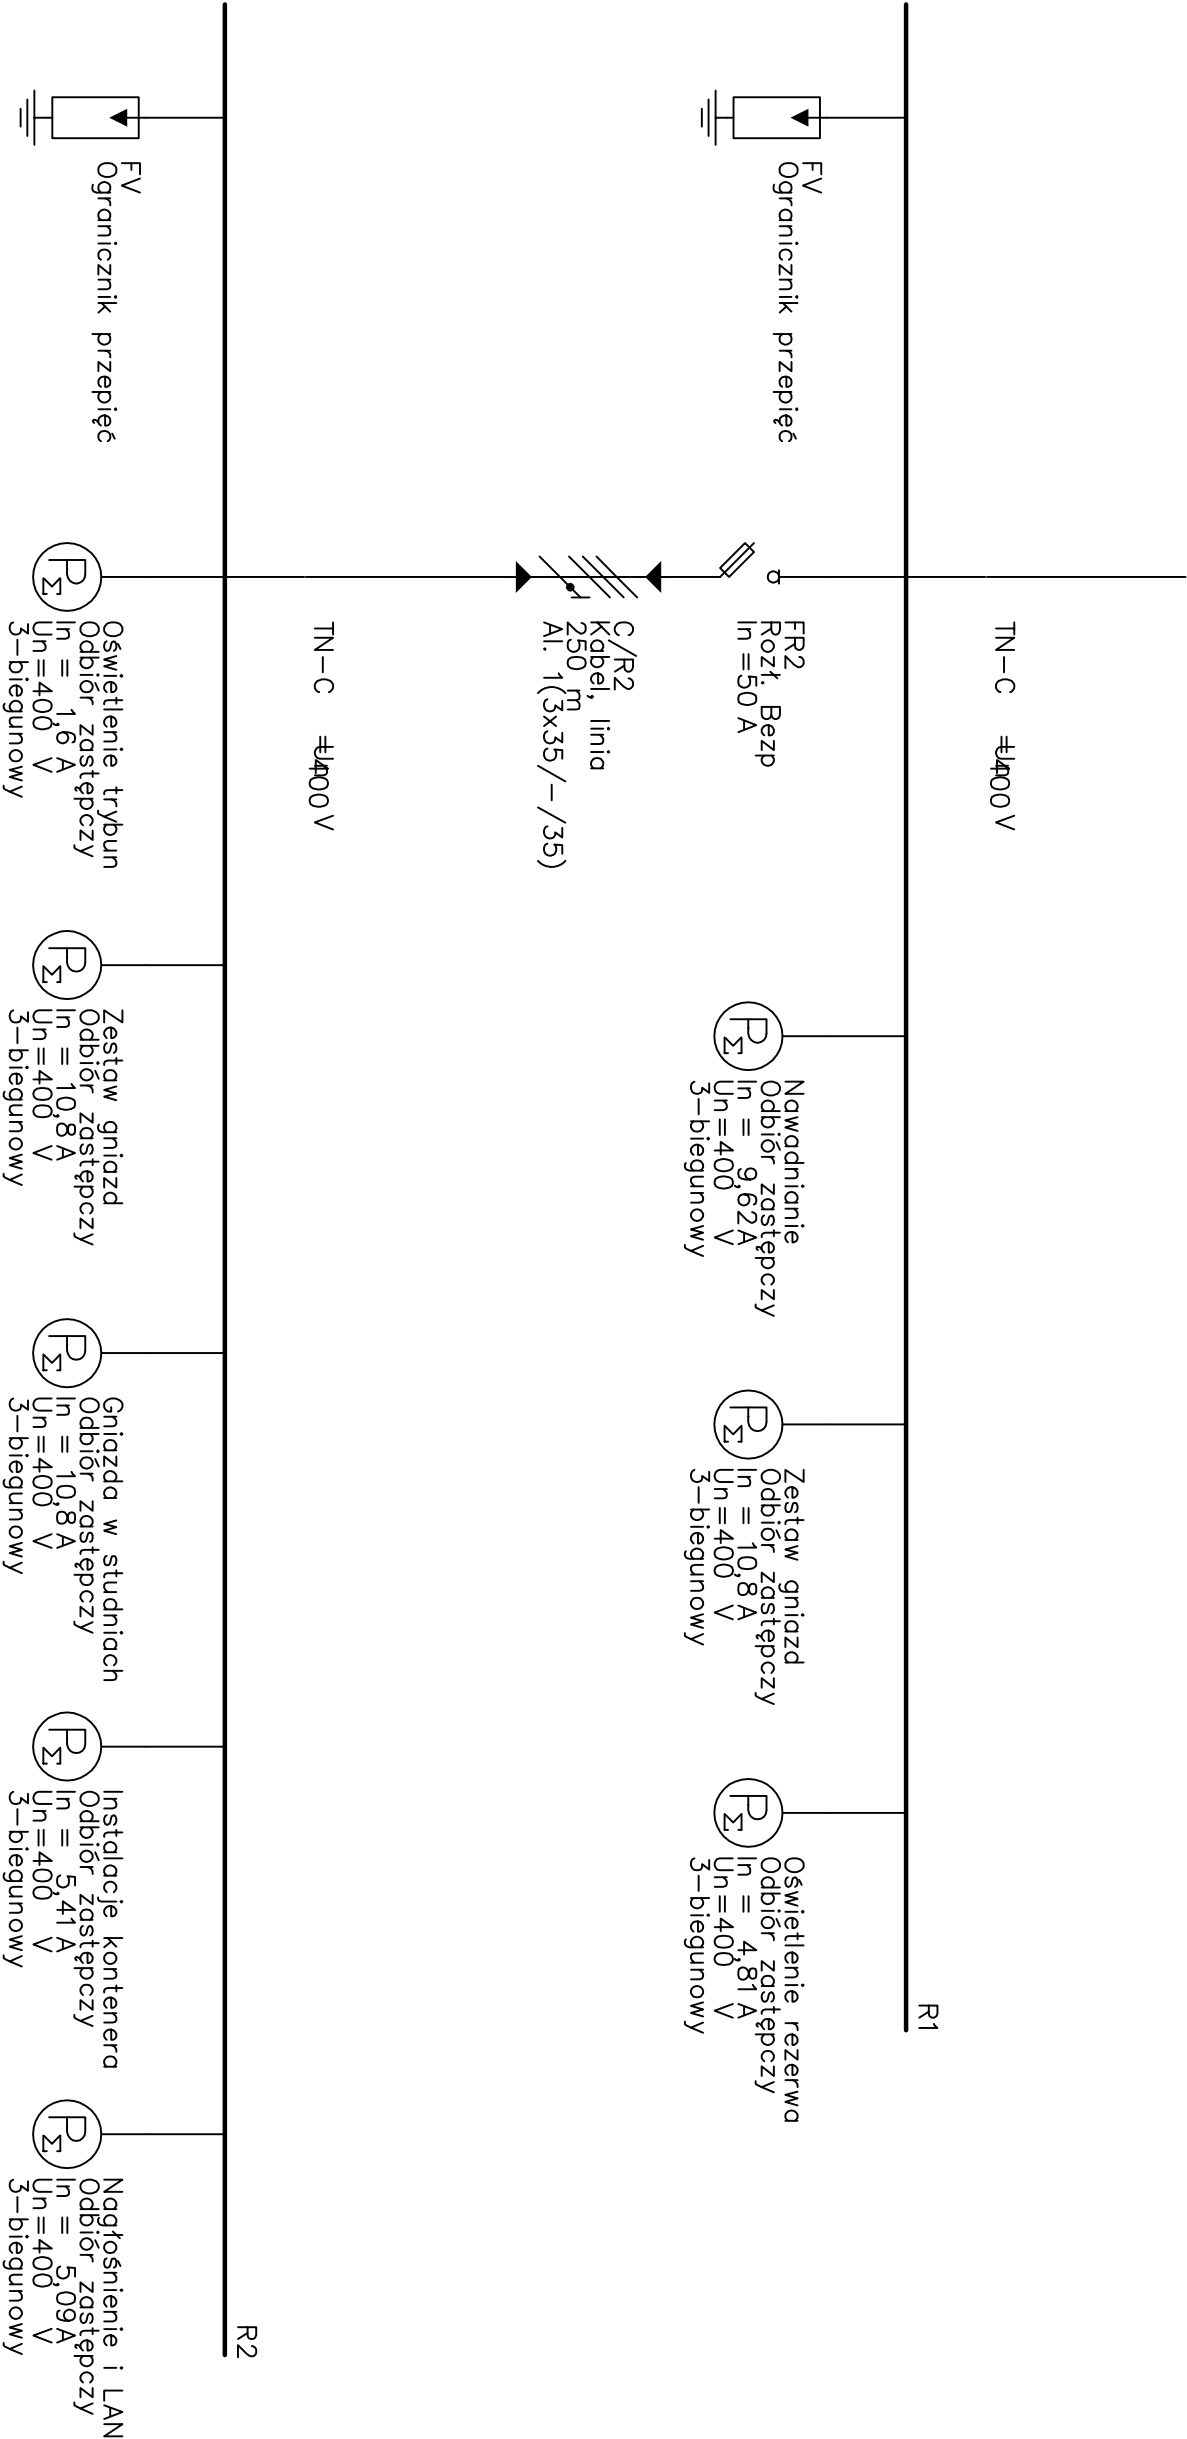 TN-C Un=400 V
R1
FV
Ogranicznik przepięć
FR2
Rozł. Bezp
In =50 A
Nawadnianie
Odbiór zastępczy
In = 9,62 A
Un=400 V
3-biegunowy
Zestaw gniazd
Odbiór zastępczy
In = 10,8 A
Un=400 V
3-biegunowy
Oświetlenie rezerwa
Odbiór zastępczy
In = 4,81 A
Un=400 V
3-biegunowy
C/R2
Kabel, linia
250 m
Al. 1(3x35/-/35)
TN-C Un=400 V
R2
FV
Ogranicznik przepięć
Oświetlenie trybun
Odbiór zastępczy
In = 1,6 A
Un=400 V
3-biegunowy
Zestaw gniazd
Odbiór zastępczy
In = 10,8 A
Un=400 V
3-biegunowy
Gniazda w studniach
Odbiór zastępczy
In = 10,8 A
Un=400 V
3-biegunowy
Instalacje kontenera
Odbiór zastępczy
In = 5,41 A
Un=400 V
3-biegunowy
Nagłośnienie i LAN
Odbiór zastępczy
In = 5,09 A
Un=400 V
3-biegunowy